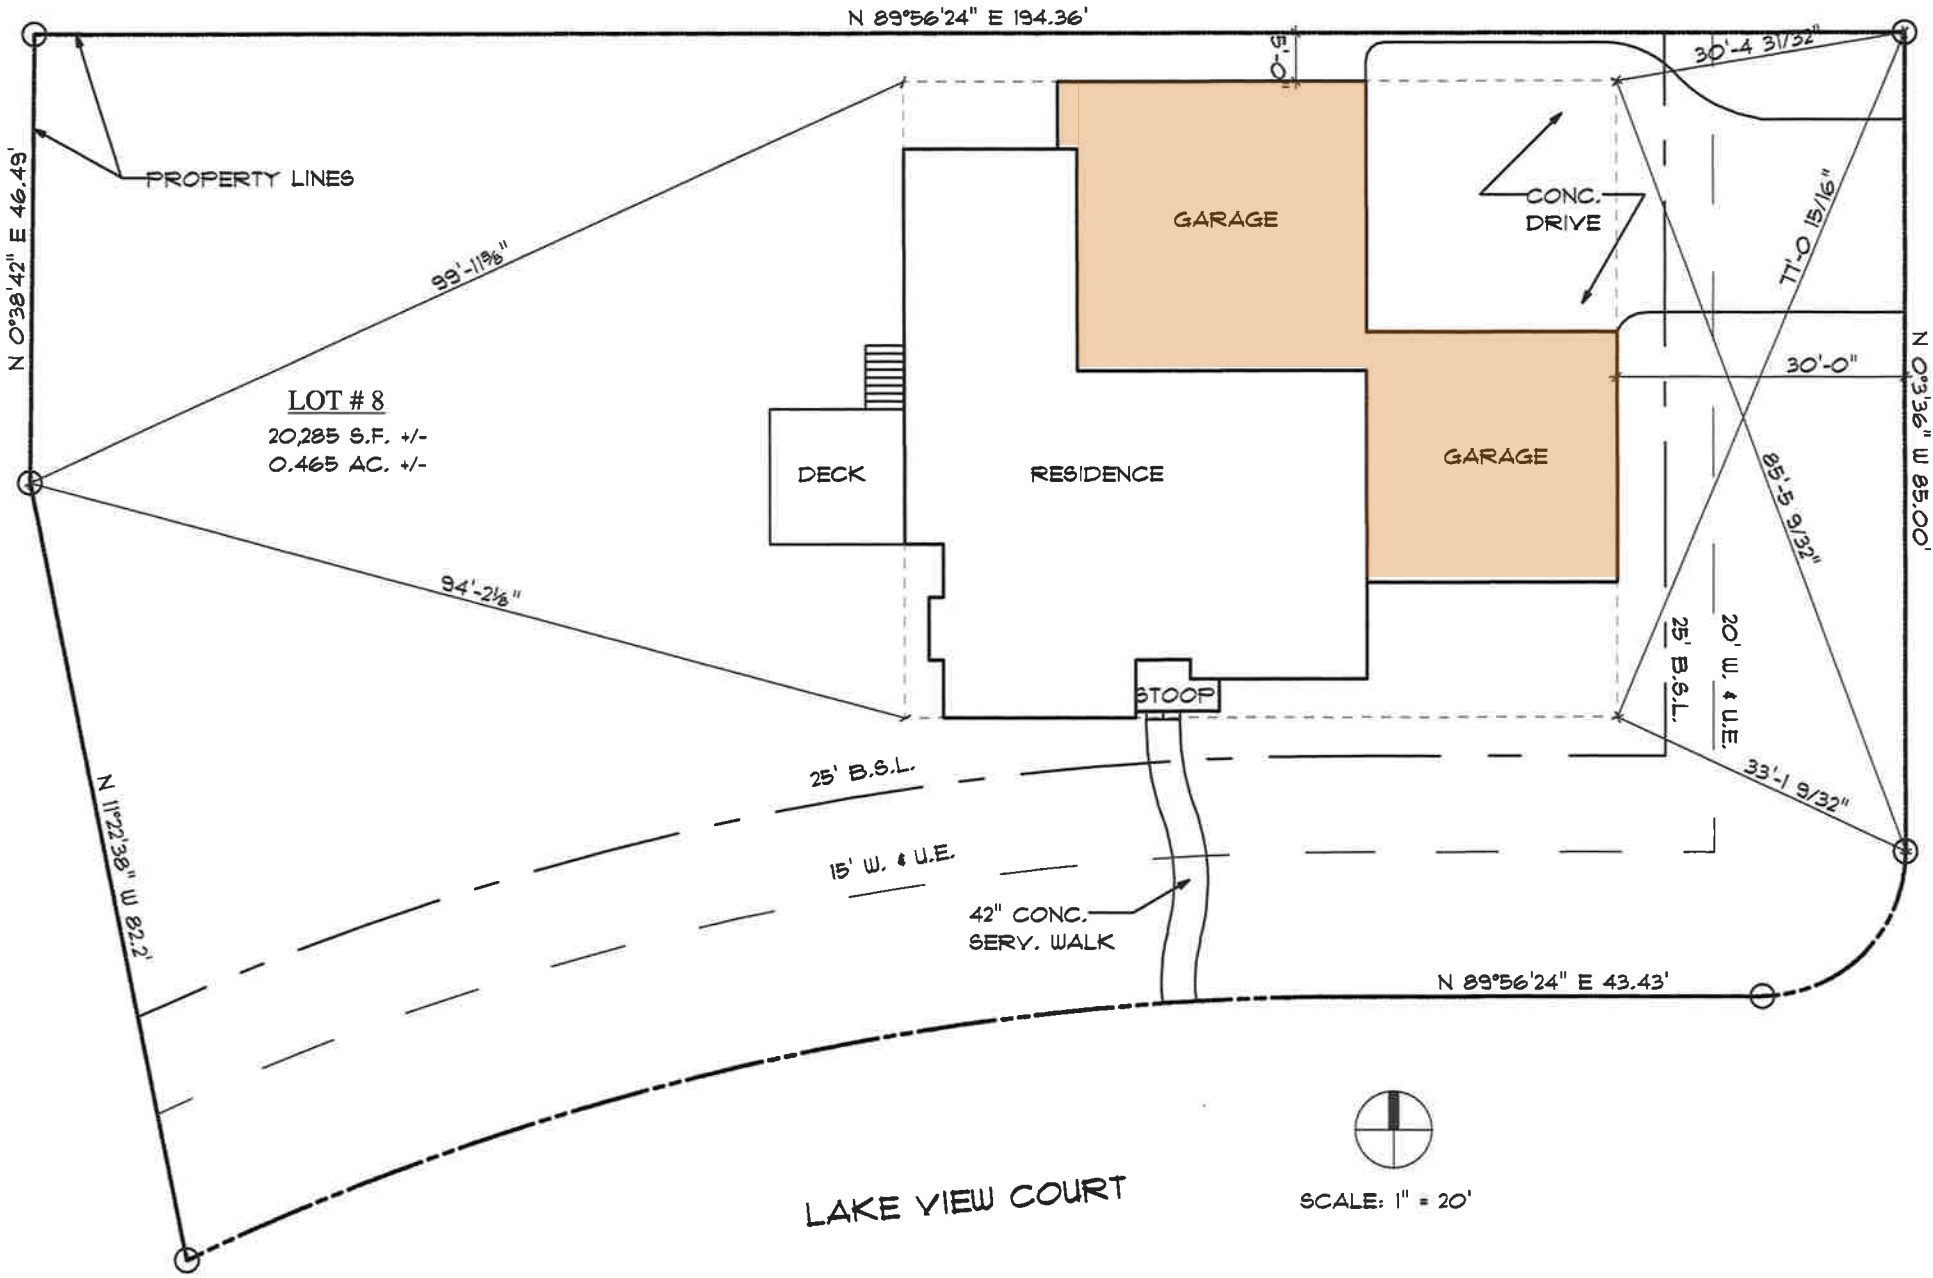 N 89°56'24" E 194.36'
5'-0"
30'-4 31/32"
PROPERTY LINES
N 0°38'42" E 46.49'
99'-11⅝"
GARAGE
CONC.
DRIVE
77'-0 15/16"
30'-0"
N 0°3'36" W 85.00'
LOT # 8
20,285 S.F. +/-
0.465 AC. +/-
DECK
RESIDENCE
GARAGE
85'-5 9/32"
94'-2⅛"
25' B.S.L.
20' W. & U.E.
STOOP
33'-1 9/32"
25' B.S.L.
N 11°22'38" W 82.2'
15' W. & U.E.
42" CONC.
SERV. WALK
N 89°56'24" E 43.43'
LAKE VIEW COURT
SCALE: 1" = 20'